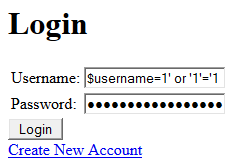 Login
Username: $username=1' or '1'='1
Password: ●●●●●●●●●●●●●●●●●
Login
Create New Account